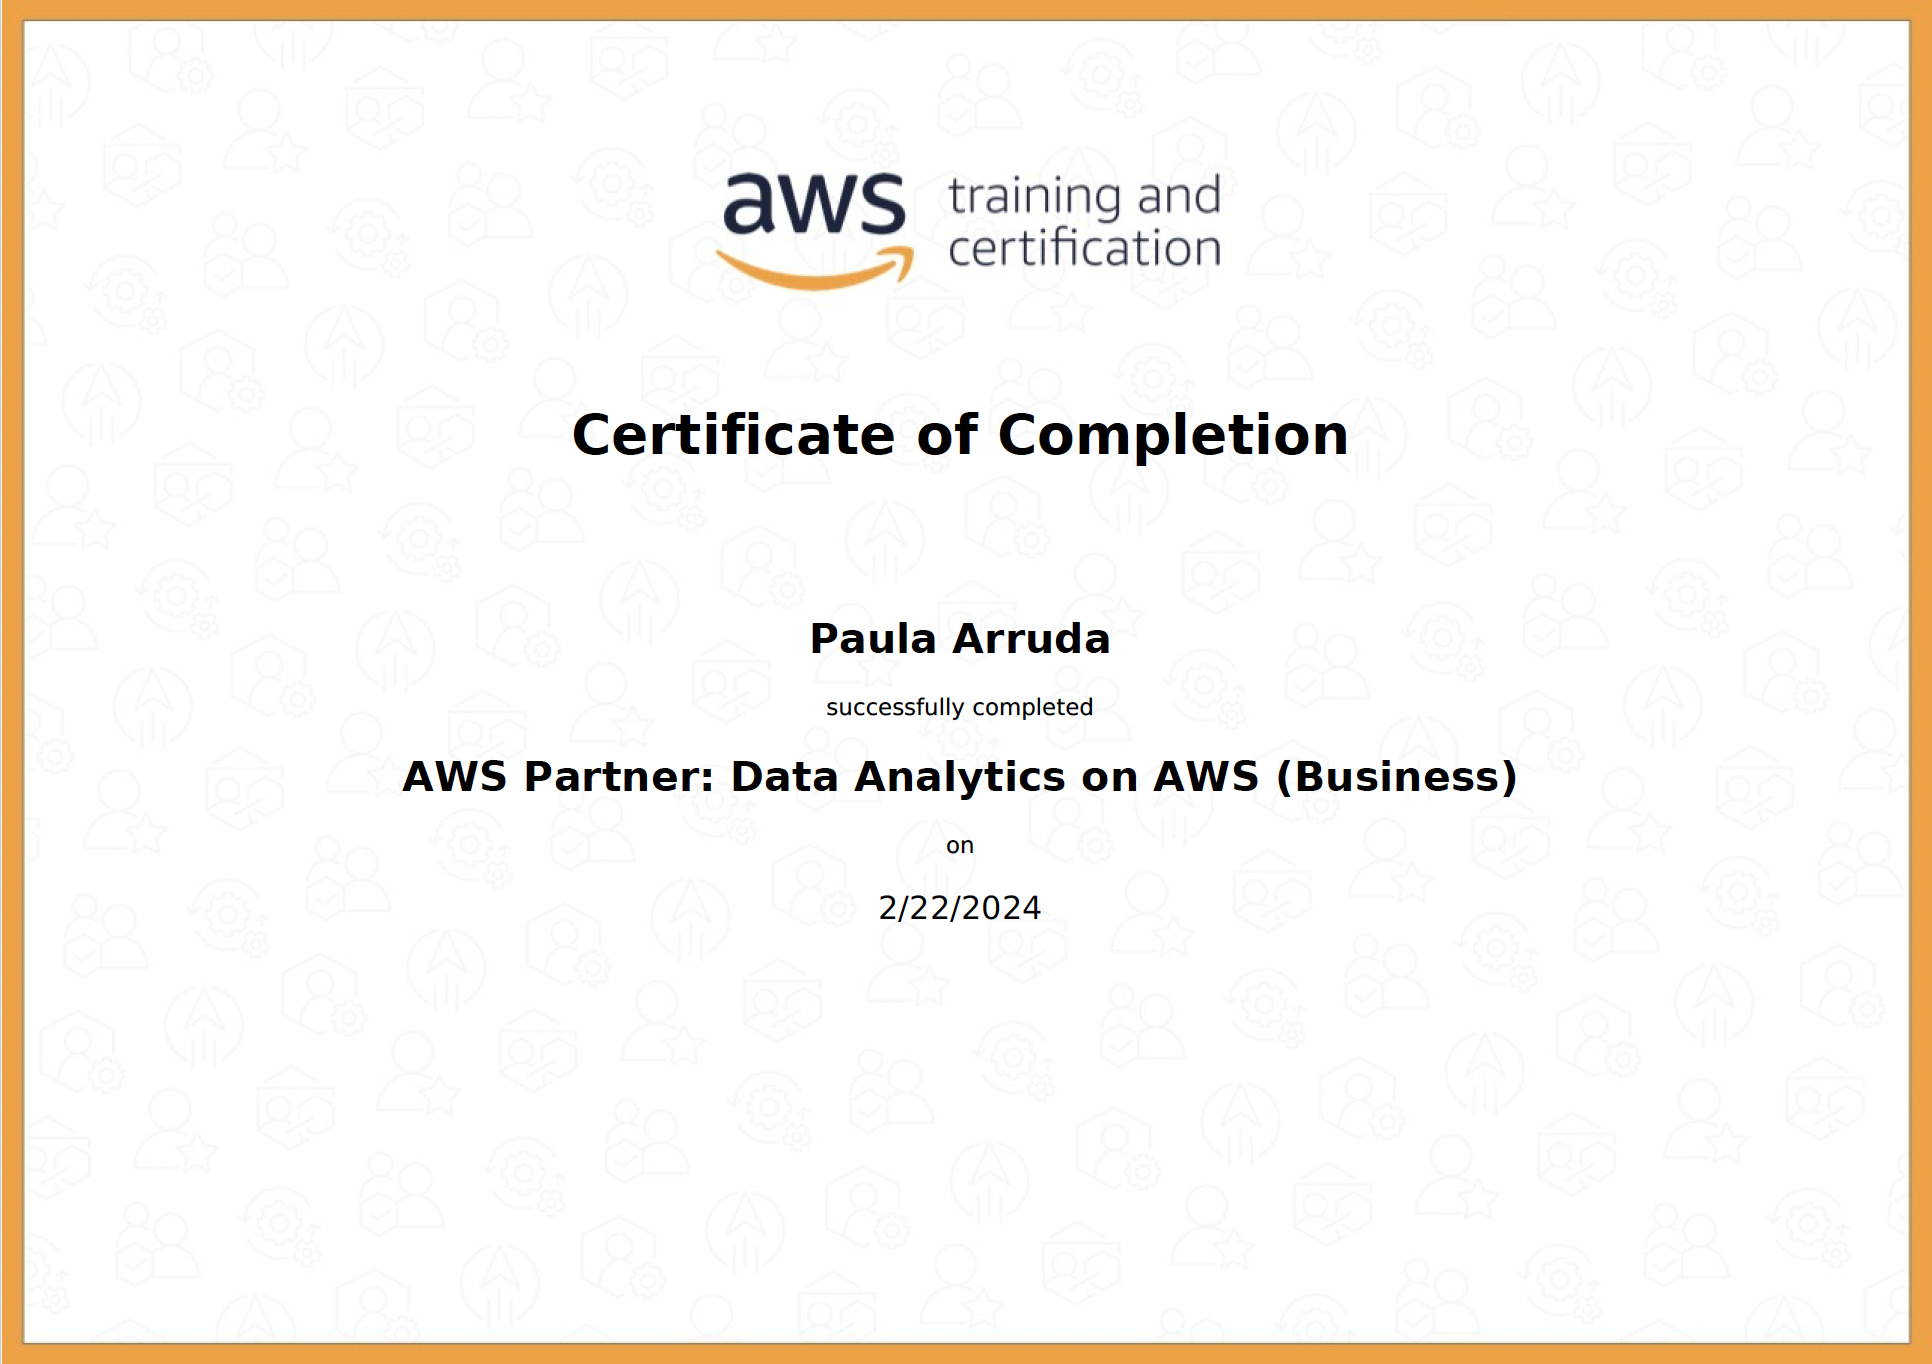 aws training and
certification
Certificate of Completion
Paula Arruda
successfully completed
AWS Partner: Data Analytics on AWS (Business)
on
2/22/2024